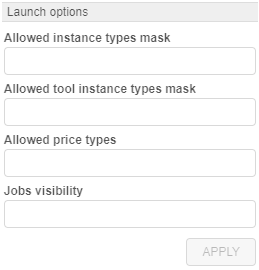 Launch options
Allowed instance types mask
Allowed tool instance types mask
Allowed price types
Jobs visibility
APPLY